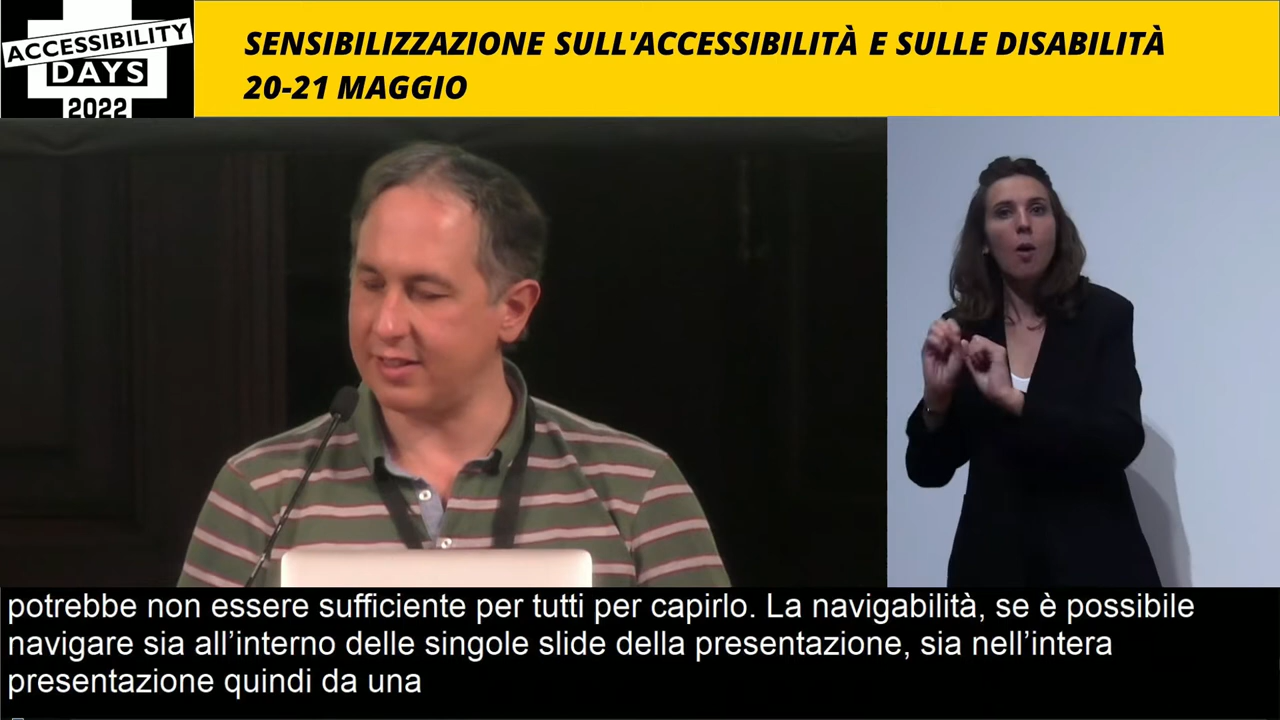 ACCESSIBILITY
DAYS
2022
SENSIBILIZZAZIONE SULL'ACCESSIBILITÀ E SULLE DISABILITÀ
20-21 MAGGIO
potrebbe non essere sufficiente per tutti per capirlo. La navigabilità, se è possibile
navigare sia all’interno delle singole slide della presentazione, sia nell’intera
presentazione quindi da una